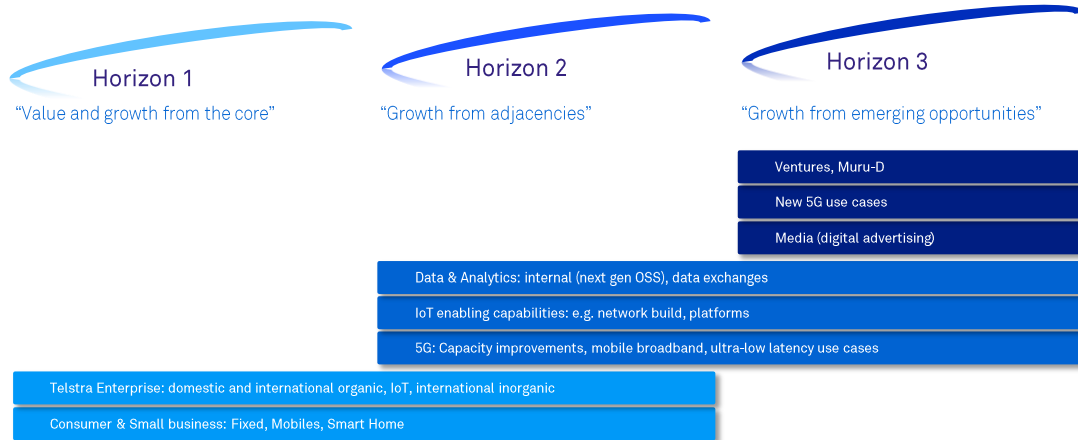 Horizon 1
Horizon 2
Horizon 3
“Value and growth from the core”
“Growth from adjacencies”
“Growth from emerging opportunities”
Ventures, Muru-D
New 5G use cases
Media (digital advertising)
Data & Analytics: internal (next gen OSS), data exchanges
IoT enabling capabilities: e.g. network build, platforms
5G: Capacity improvements, mobile broadband, ultra-low latency use cases
Telstra Enterprise: domestic and international organic, IoT, international inorganic
Consumer & Small business: Fixed, Mobiles, Smart Home